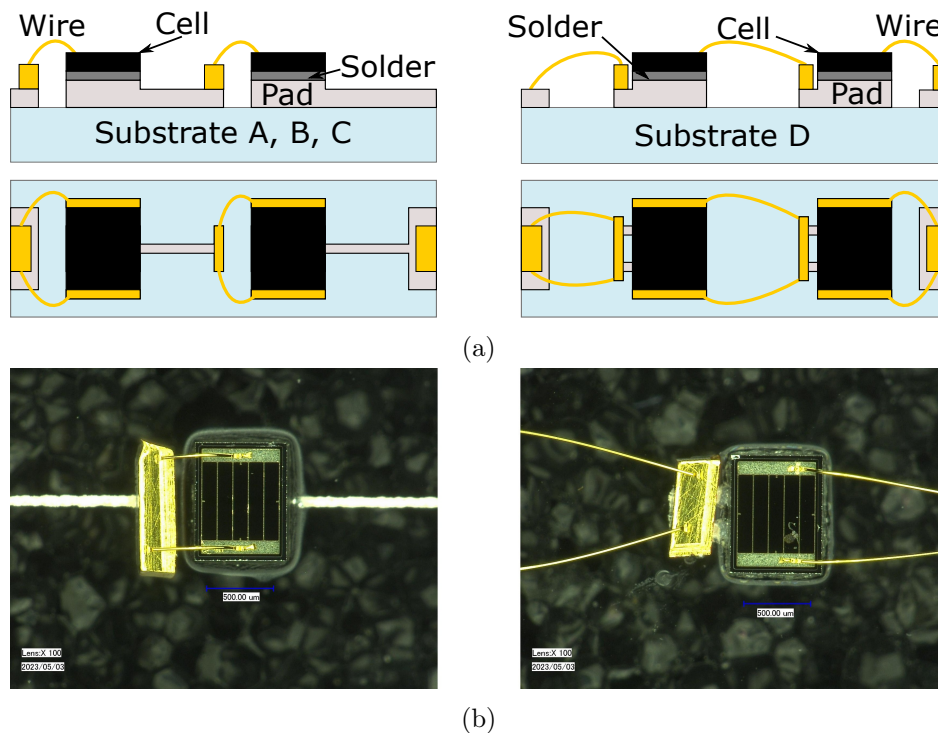 Wire
Cell
Solder
Pad
Substrate A, B, C
Solder
Cell
Wire
Pad
Substrate D
(a)
500.00 um
Lens:X 100
2023/05/03
500.00 um
Lens:X 100
2023/05/03
(b)